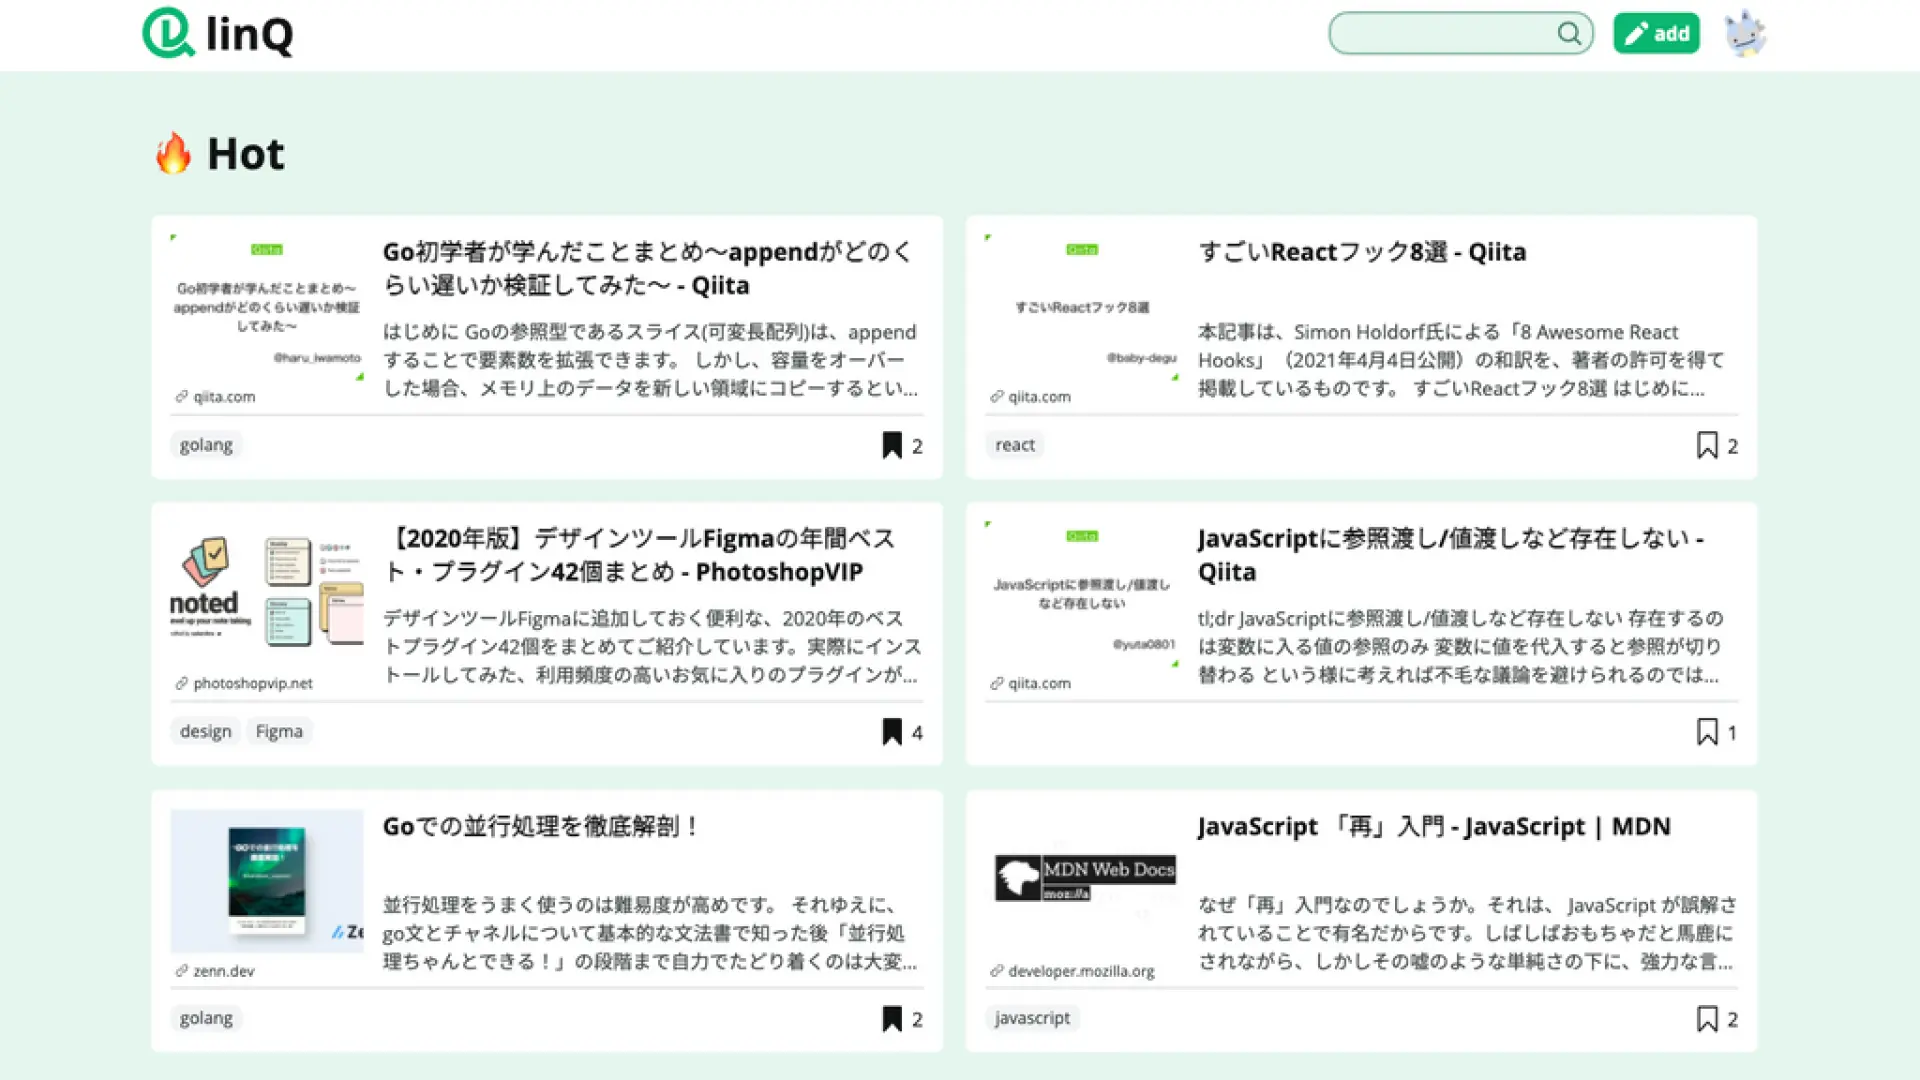 linQ
add
🔥 Hot
Qiita
Go初学者が学んだことまとめ〜
appendがどのくらい遅いか検証
してみた〜
@haru_iwamoto
qiita.com
Go初学者が学んだことまとめ〜appendがどのく
らい遅いか検証してみた〜 - Qiita
はじめに Goの参照型であるスライス(可変長配列)は、append
することで要素数を拡張できます。 しかし、容量をオーバー
した場合、メモリ上のデータを新しい領域にコピーするとい...
golang
2
Qiita
すごいReactフック8選
@baby-degu
qiita.com
すごいReactフック8選 - Qiita
本記事は、Simon Holdorf氏による「8 Awesome React
Hooks」（2021年4月4日公開）の和訳を、著者の許可を得て
掲載しているものです。 すごいReactフック8選 はじめに...
react
2
noted
photoshopvip.net
【2020年版】デザインツールFigmaの年間ベス
ト・プラグイン42個まとめ - PhotoshopVIP
デザインツールFigmaに追加しておく便利な、2020年のベス
トプラグイン42個をまとめてご紹介しています。実際にインス
トールしてみた、利用頻度の高いお気に入りのプラグインが...
design
Figma
4
Qiita
JavaScriptに参照渡し/値渡し
など存在しない
@yuta0801
qiita.com
JavaScriptに参照渡し/値渡しなど存在しない -
Qiita
tl;dr JavaScriptに参照渡し/値渡しなど存在しない 存在するの
は変数に入る値の参照のみ 変数に値を代入すると参照が切り
替わる という様に考えれば不毛な議論を避けられるのでは...
1
Goでの並行処理を
徹底解剖！
Ze
zenn.dev
Goでの並行処理を徹底解剖！
並行処理をうまく使うのは難易度が高めです。 それゆえに、
go文とチャネルについて基本的な文法書で知った後「並行処
理ちゃんとできる！」の段階まで自力でたどり着くのは大変...
golang
2
MDN Web Docs
moz://a
developer.mozilla.org
JavaScript 「再」入門 - JavaScript | MDN
なぜ「再」入門なのでしょうか。それは、 JavaScript が誤解さ
れていることで有名だからです。しばしばおもちゃだと馬鹿に
されながら、しかしその嘘のような単純さの下に、強力な言...
javascript
2